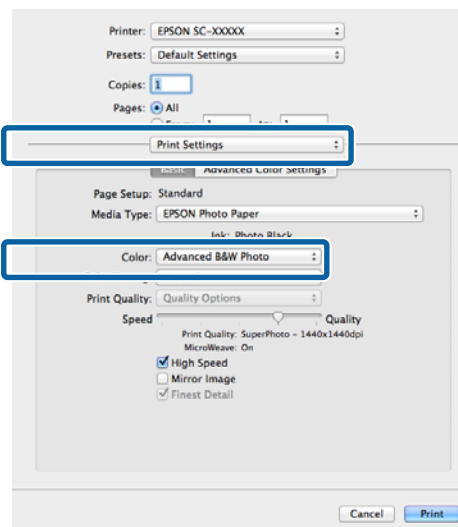 Printer: EPSON SC-XXXXX
Presets: Default Settings
Copies: 1
Pages: All
Print Settings
Basic Advanced Color Settings
Page Setup: Standard
Media Type: EPSON Photo Paper
Ink: Photo Black
Color: Advanced B&W Photo
Print Quality: Quality Options
Speed Quality
Print Quality: SuperPhoto - 1440x1440dpi
MicroWeave: On
High Speed
Mirror Image
Finest Detail
Cancel Print